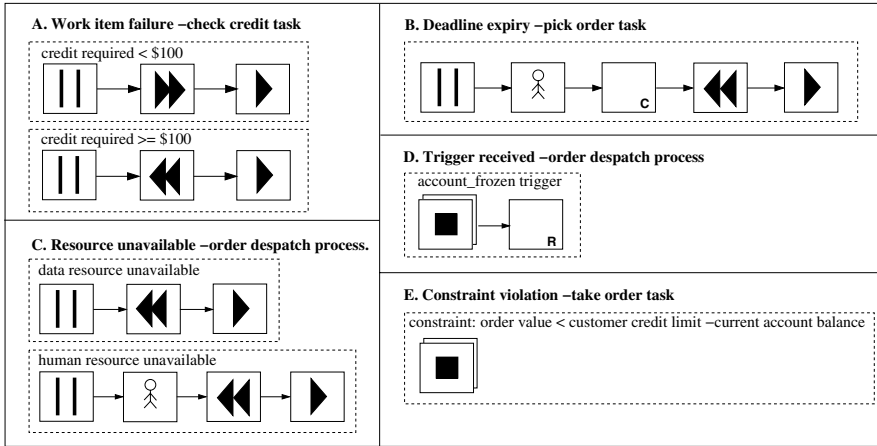 A. Work item failure –check credit task
credit required < $100
credit required >= $100
B. Deadline expiry –pick order task
C
C. Resource unavailable –order despatch process.
data resource unavailable
human resource unavailable
D. Trigger received –order despatch process
account_frozen trigger
R
E. Constraint violation –take order task
constraint: order value < customer credit limit –current account balance